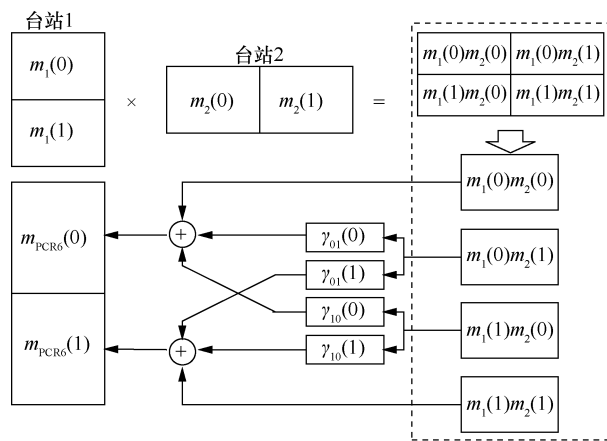 台站1
m₁(0)
m₁(1)
×
台站2
m₂(0) m₂(1)
=
m₁(0)m₂(0) m₁(0)m₂(1)
m₁(1)m₂(0) m₁(1)m₂(1)
m₁(0)m₂(0)
m_PCR6(0)
+
γ₀₁(0)
m₁(0)m₂(1)
γ₀₁(1)
γ₁₀(0)
m₁(1)m₂(0)
m_PCR6(1)
+
γ₁₀(1)
m₁(1)m₂(1)